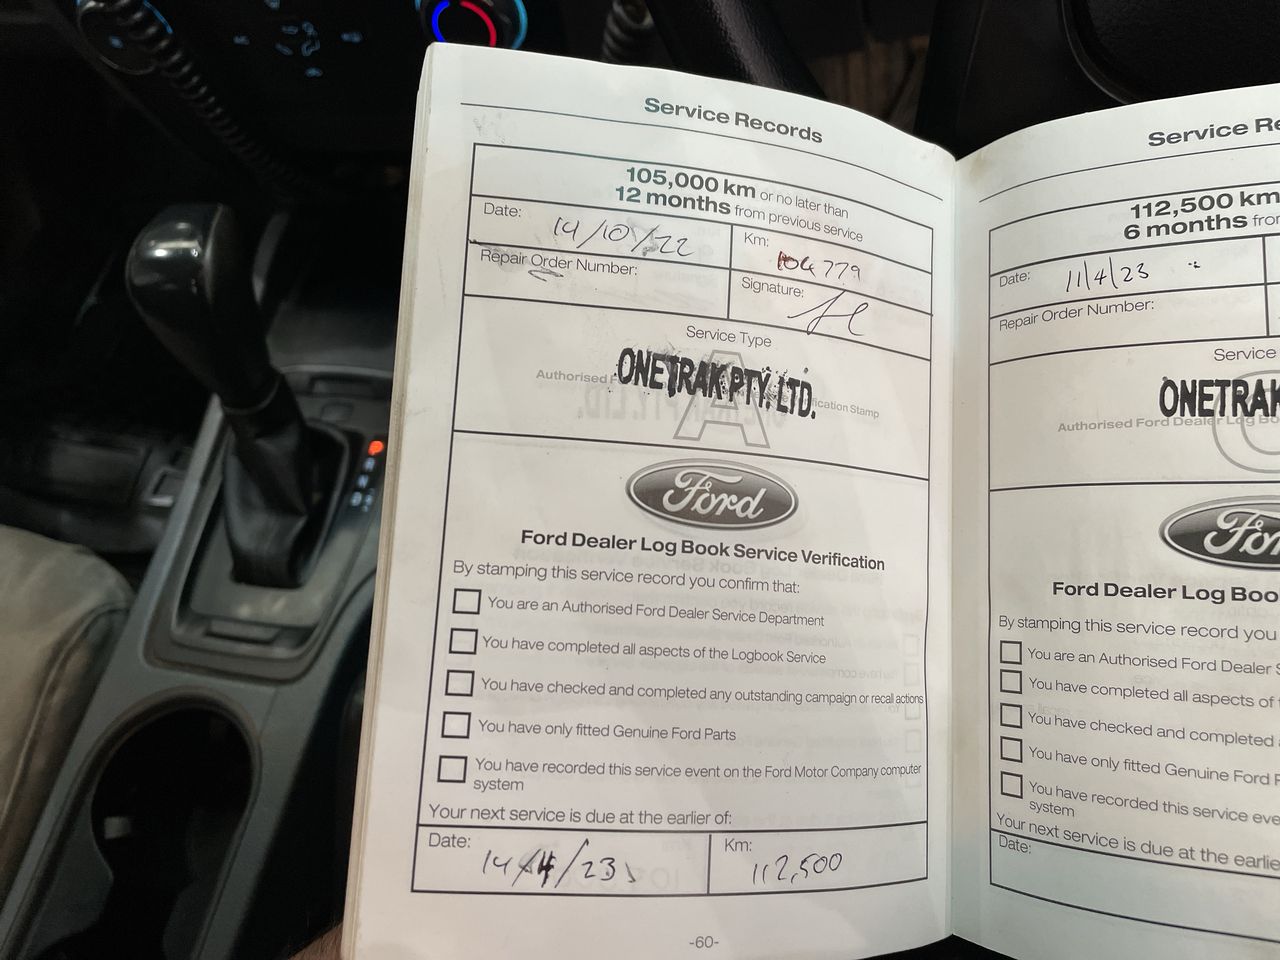 Service Records
105,000 km or no later than
12 months from previous service
Date: 14/10/22
Km: 104 779
Repair Order Number:
Signature:
Service Type
A
ONETRAK PTY. LTD.
Ford
Ford Dealer Log Book Service Verification
By stamping this service record you confirm that:
You are an Authorised Ford Dealer Service Department
You have completed all aspects of the Logbook Service
You have checked and completed any outstanding campaign or recall actions
You have only fitted Genuine Ford Parts
You have recorded this service event on the Ford Motor Company computer
system
Your next service is due at the earlier of:
Date: 14/4/23
Km: 112,500
-60-
Service Re
112,500 km
6 months
Date: 11/4/23
Repair Order Number:
Service
ONETRAK
Authorised Ford Dealer Log Bo
For
Ford Dealer Log Boo
By stamping this service record you
You are an Authorised Ford Dealer S
You have completed all aspects of
You have checked and completed
You have only fitted Genuine Ford P
You have recorded this service eve
system
Your next service is due at the earlie
Date: